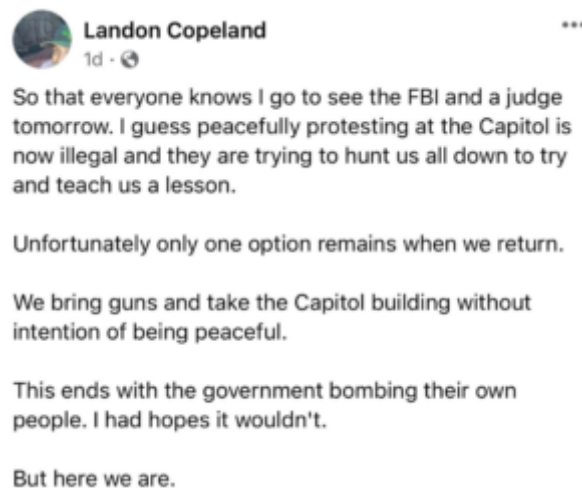 Landon Copeland
1d ·
So that everyone knows I go to see the FBI and a judge
tomorrow. I guess peacefully protesting at the Capitol is
now illegal and they are trying to hunt us all down to try
and teach us a lesson.
Unfortunately only one option remains when we return.
We bring guns and take the Capitol building without
intention of being peaceful.
This ends with the government bombing their own
people. I had hopes it wouldn't.
But here we are.